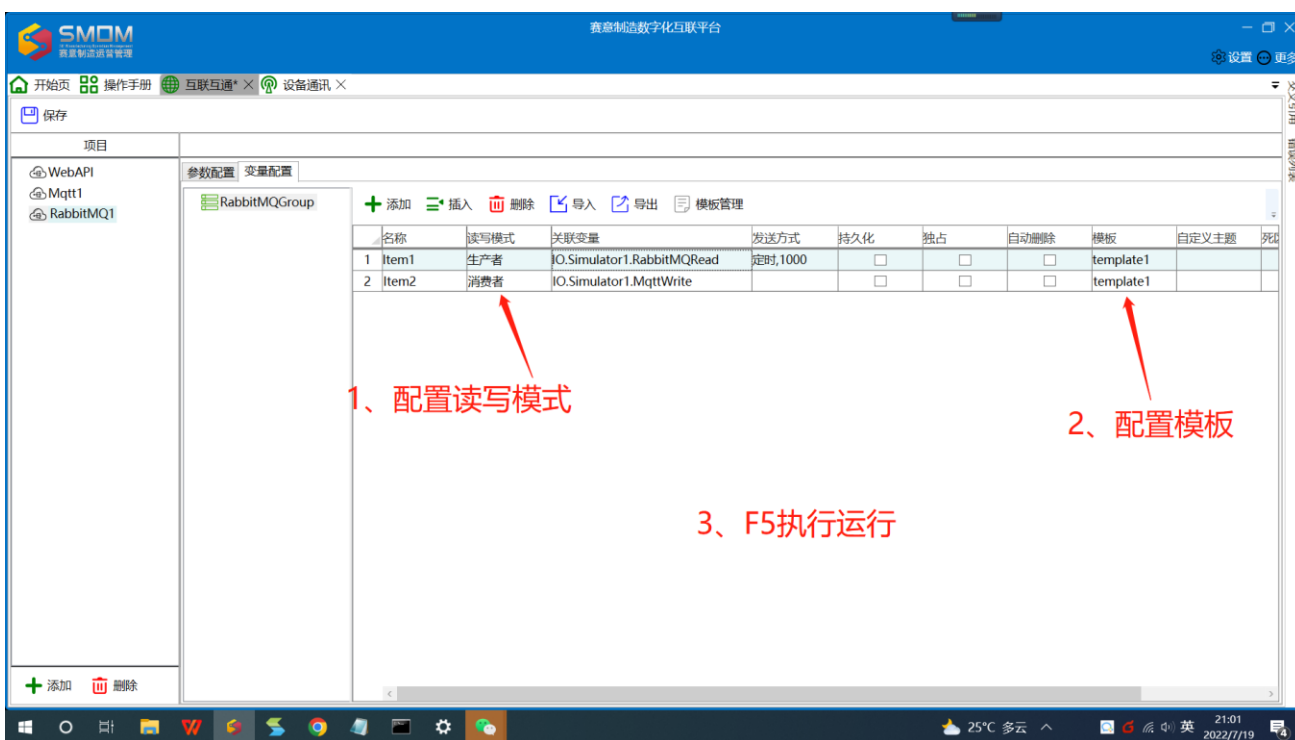 赛意制造数字化互联平台
SMOM
赛意制造运营管理
设置 更多
开始页 操作手册 互联互通* 设备通讯
保存
项目
WebAPI
Mqtt1
RabbitMQ1
参数配置 变量配置
RabbitMQGroup
添加 插入 删除 导入 导出 模板管理
名称 读写模式 关联变量 发送方式 持久化 独占 自动删除 模板 自定义主题
1 Item1 生产者 IO.Simulator1.RabbitMQRead 定时,1000 template1
2 Item2 消费者 IO.Simulator1.MqttWrite template1
1、配置读写模式
2、配置模板
3、F5执行运行
添加 删除
25°C 多云 英 21:01
2022/7/19
4